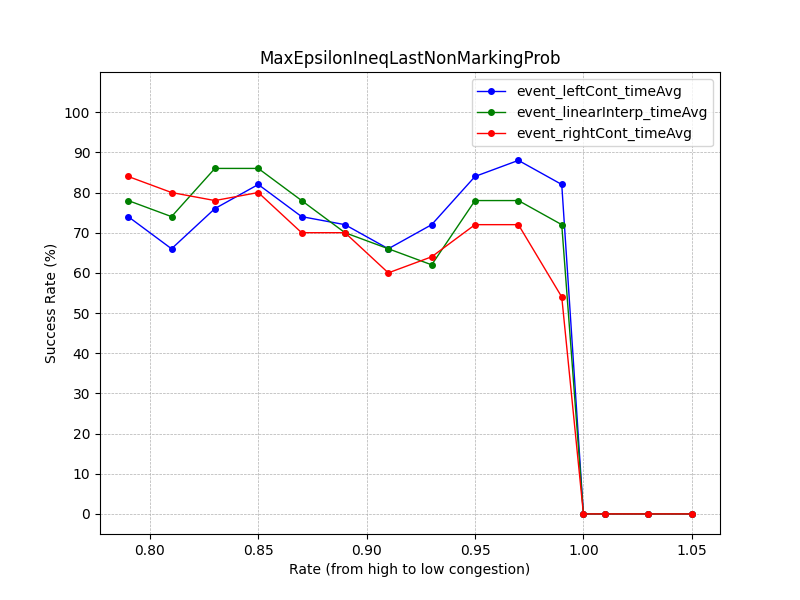 MaxEpsilonIneqLastNonMarkingProb
event_leftCont_timeAvg
event_linearInterp_timeAvg
event_rightCont_timeAvg
Success Rate (%)
100
90
80
70
60
50
40
30
20
10
0
0.80 0.85 0.90 0.95 1.00 1.05
Rate (from high to low congestion)